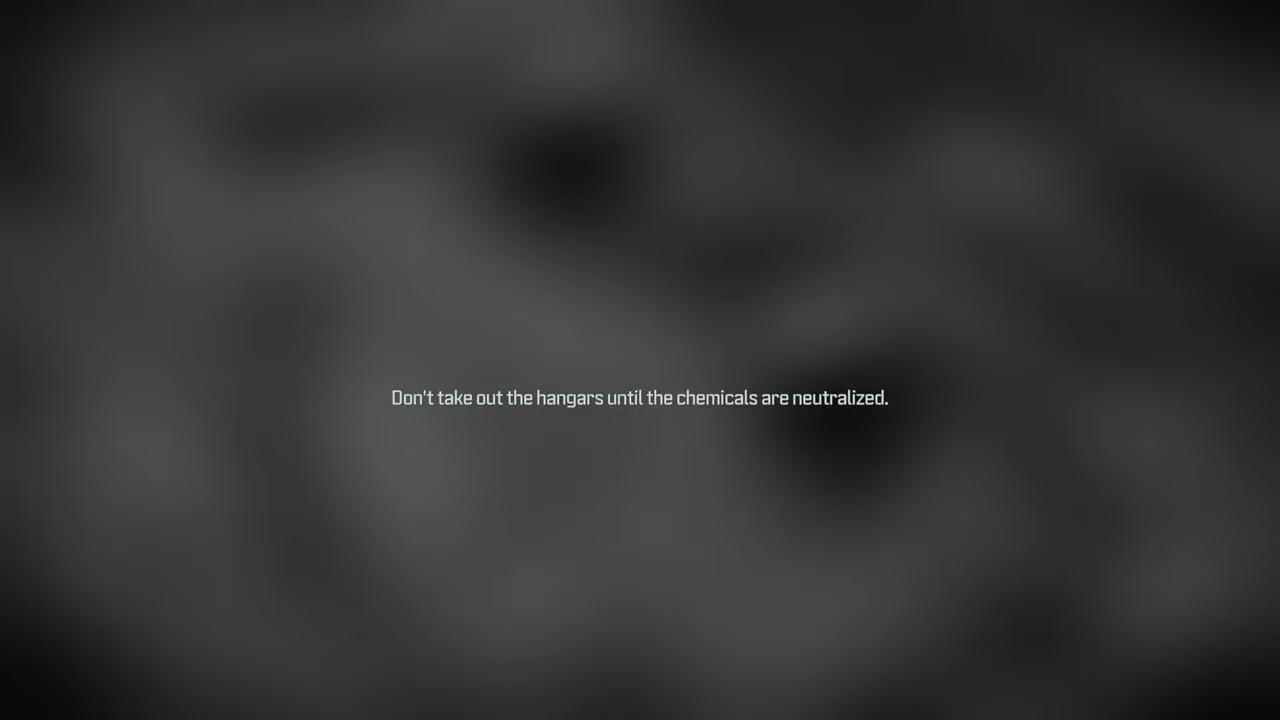 Don't take out the hangars until the chemicals are neutralized.